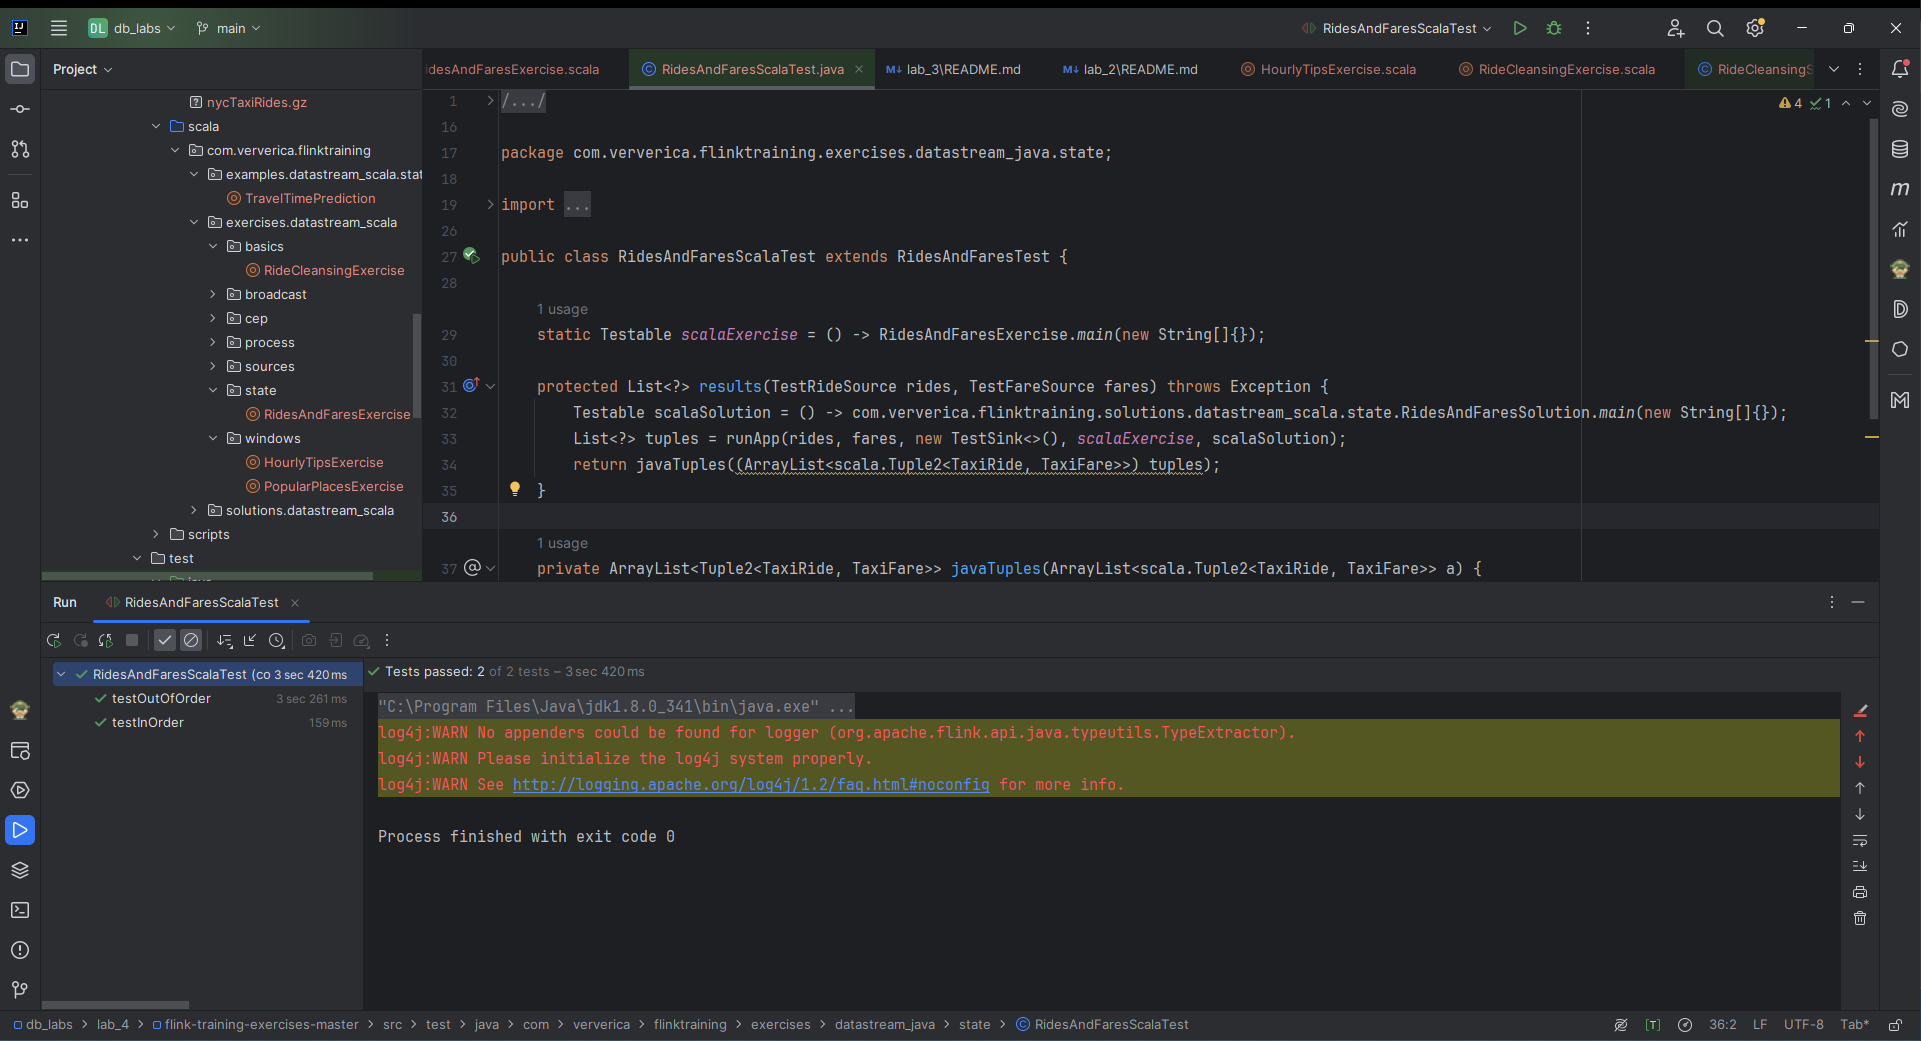 DL db_labs main RidesAndFaresScalaTest
Project
idesAndFaresExercise.scala RidesAndFaresScalaTest.java lab_3\README.md lab_2\README.md HourlyTipsExercise.scala RideCleansingExercise.scala RideCleansingS
nycTaxiRides.gz
scala
com.ververica.flinktraining
examples.datastream_scala.stat
TravelTimePrediction
exercises.datastream_scala
basics
RideCleansingExercise
broadcast
cep
process
sources
state
RidesAndFaresExercise
windows
HourlyTipsExercise
PopularPlacesExercise
solutions.datastream_scala
scripts
test
java
4 1
1 /.../
16
17 package com.ververica.flinktraining.exercises.datastream_java.state;
18
19 import ...
26
27 public class RidesAndFaresScalaTest extends RidesAndFaresTest {
28
1 usage
29 static Testable scalaExercise = () -> RidesAndFaresExercise.main(new String[]{});
30
31 protected List<?> results(TestRideSource rides, TestFareSource fares) throws Exception {
32 Testable scalaSolution = () -> com.ververica.flinktraining.solutions.datastream_scala.state.RidesAndFaresSolution.main(new String[]{});
33 List<?> tuples = runApp(rides, fares, new TestSink<>(), scalaExercise, scalaSolution);
34 return javaTuples((ArrayList<scala.Tuple2<TaxiRide, TaxiFare>>) tuples);
35 }
36
1 usage
37 private ArrayList<Tuple2<TaxiRide, TaxiFare>> javaTuples(ArrayList<scala.Tuple2<TaxiRide, TaxiFare>> a) {
Run RidesAndFaresScalaTest
RidesAndFaresScalaTest (co 3 sec 420 ms
testOutOfOrder 3 sec 261 ms
testInOrder 159 ms
Tests passed: 2 of 2 tests – 3 sec 420 ms
"C:\Program Files\Java\jdk1.8.0_341\bin\java.exe" ...
log4j:WARN No appenders could be found for logger (org.apache.flink.api.java.typeutils.TypeExtractor).
log4j:WARN Please initialize the log4j system properly.
log4j:WARN See http://logging.apache.org/log4j/1.2/faq.html#noconfig for more info.
Process finished with exit code 0
db_labs > lab_4 > flink-training-exercises-master > src > test > java > com > ververica > flinktraining > exercises > datastream_java > state > RidesAndFaresScalaTest
[T] 36:2 LF UTF-8 Tab*